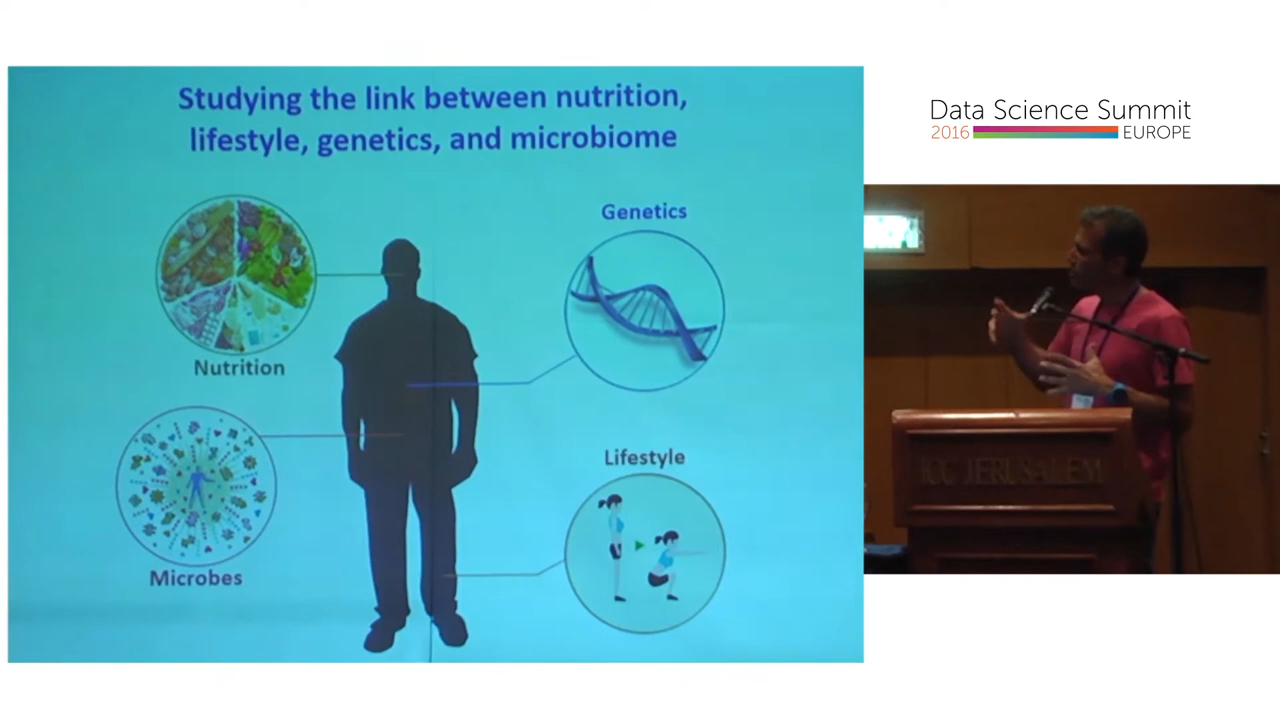 Studying the link between nutrition,
lifestyle, genetics, and microbiome
Nutrition
Genetics
Microbes
Lifestyle
Data Science Summit
2016 EUROPE
ICC JERUSALEM